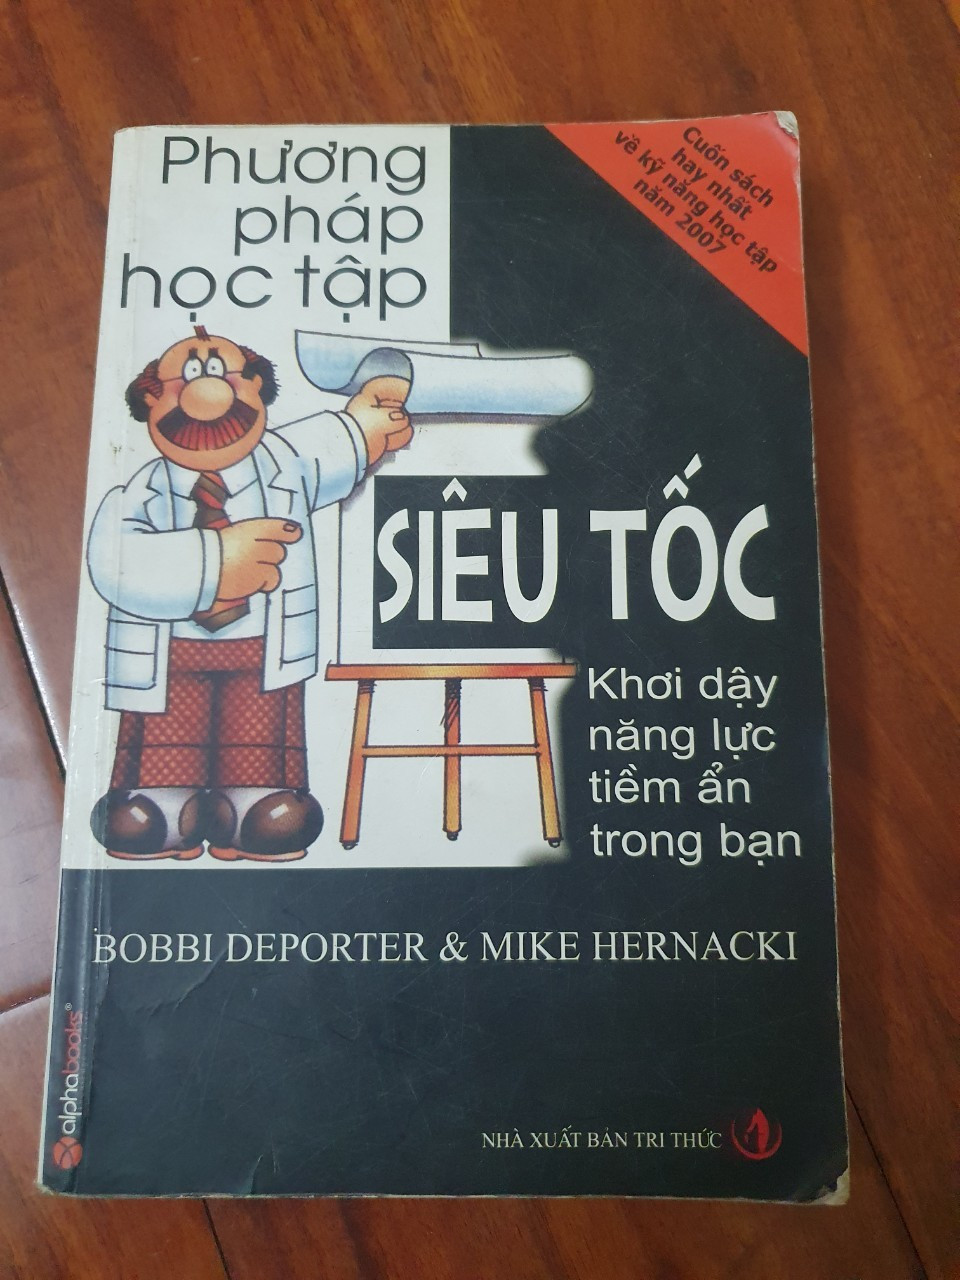 Phương
pháp
học tập
Cuốn sách
hay nhất
về kỹ năng học tập
năm 2007
SIÊU TỐC
Khơi dậy
năng lực
tiềm ẩn
trong bạn
BOBBI DEPORTER & MIKE HERNACKI
alphabooks®
NHÀ XUẤT BẢN TRI THỨC